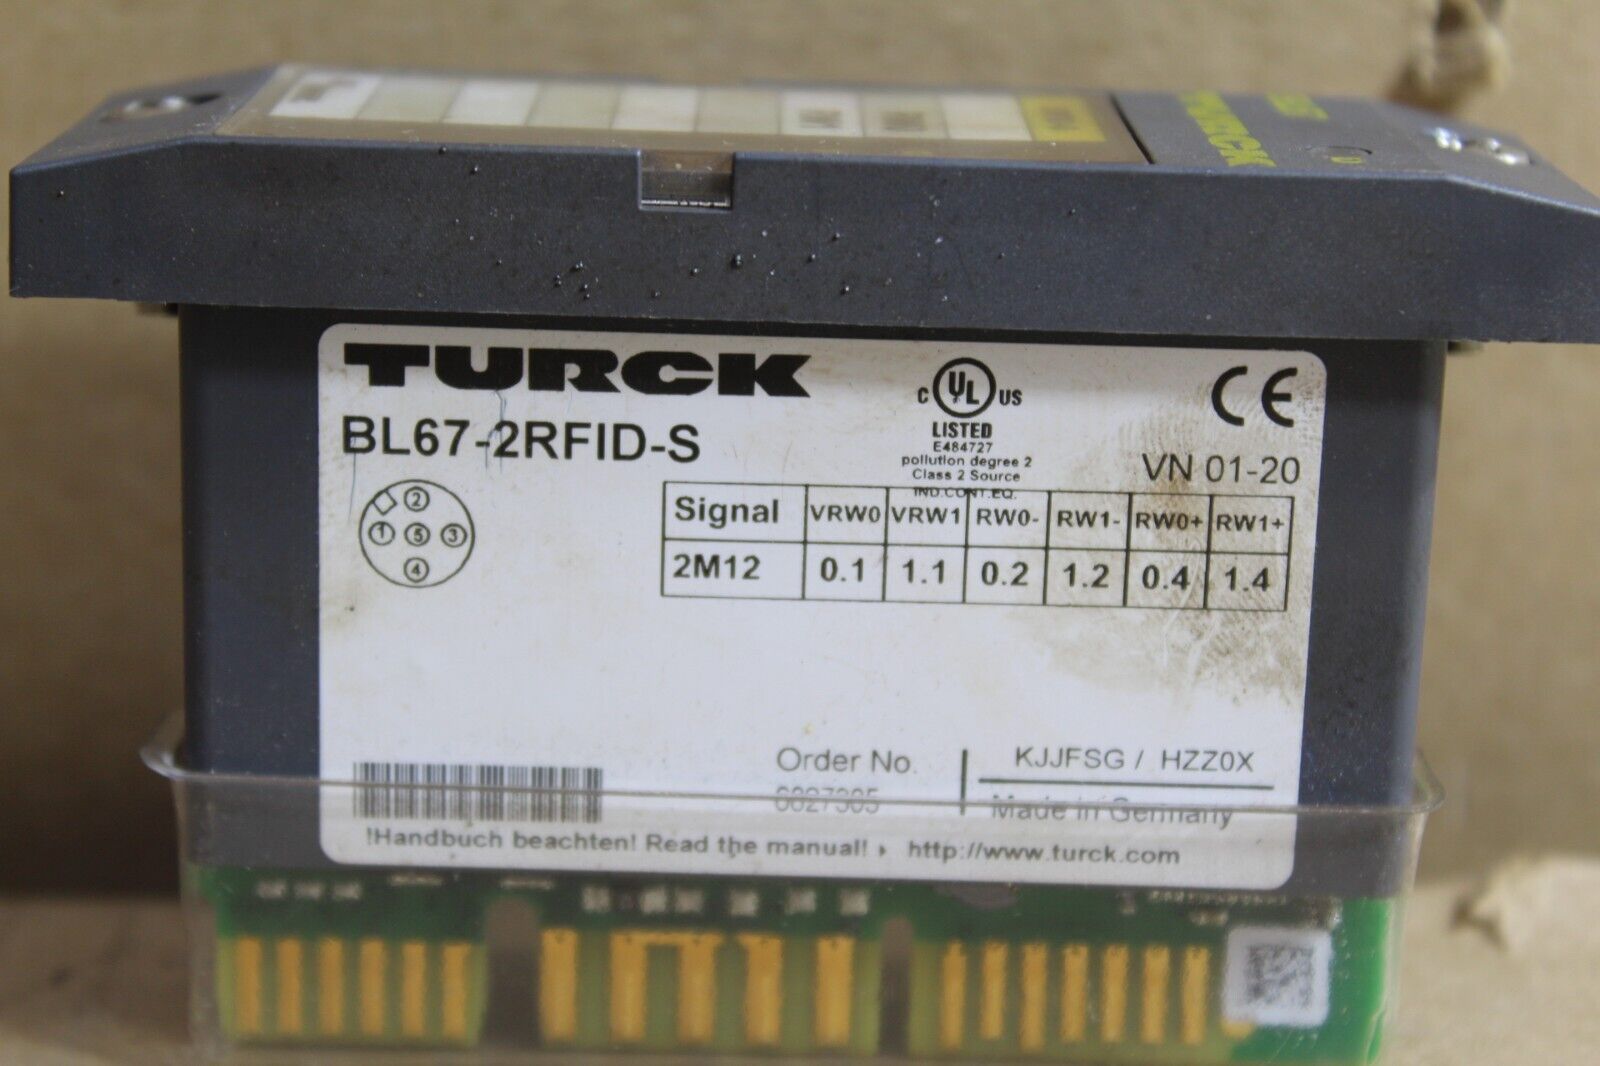 TURCK
TURCK
BL67-2RFID-S
C UL US
LISTED
E484727
pollution degree 2
Class 2 Source
IND.CONT.EQ.
CE
VN 01-20
2
1 5 3
4
Signal VRW0 VRW1 RW0- RW1- RW0+ RW1+
2M12 0.1 1.1 0.2 1.2 0.4 1.4
Order No.
6827305
KJJFSG / HZZ0X
Made in Germany
!Handbuch beachten! Read the manual! http://www.turck.com